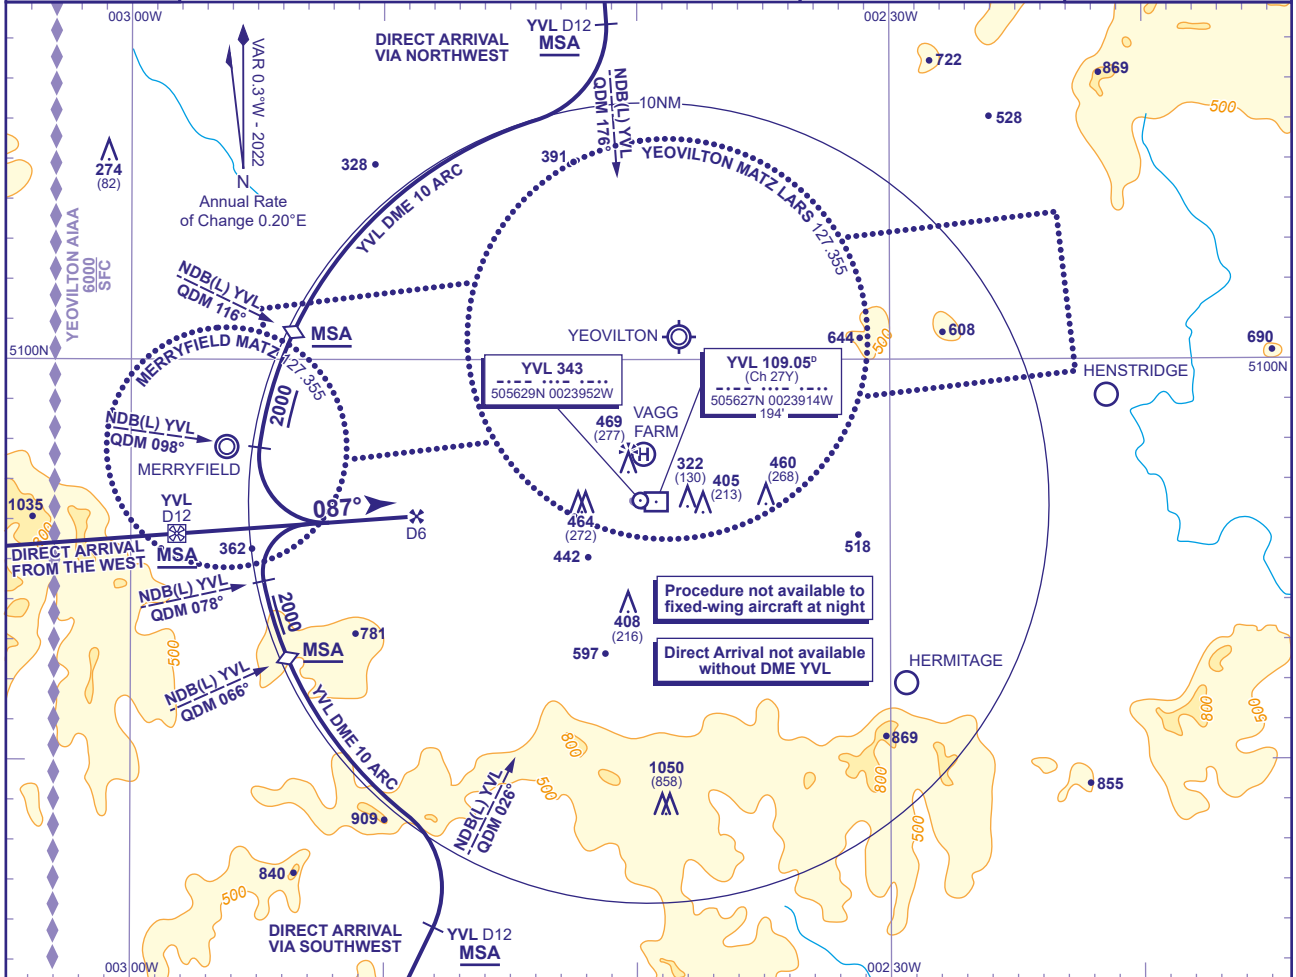 003 00W
002 30W
YVL D12
MSA
DIRECT ARRIVAL
VIA NORTHWEST
VAR 0.3°W - 2022
N
Annual Rate
of Change 0.20°E
274
(82)
328
391
NDB(L) YVL
QDM 176°
10NM
YEOVILTON MATZ LARS 127.355
722
869
528
500
YVL DME 10 ARC
YEOVILTON AIAA
6000
SFC
NDB(L) YVL
QDM 116°
MSA
MERRYFIELD MATZ 127.355
5100N
YEOVILTON
644
500
608
690
5100N
HENSTRIDGE
YVL 343
505629N 0023952W
YVL 109.05D
(Ch 27Y)
505627N 0023914W
194'
2000
NDB(L) YVL
QDM 098°
MERRYFIELD
469
(277)
VAGG
FARM
H
322
(130)
405
(213)
460
(268)
1035
800
YVL
D12
087°
D6
464
(272)
442
518
DIRECT ARRIVAL
FROM THE WEST
MSA
362
NDB(L) YVL
QDM 078°
2000
408
(216)
Procedure not available to
fixed-wing aircraft at night
781
597
Direct Arrival not available
without DME YVL
500
MSA
HERMITAGE
NDB(L) YVL
QDM 066°
YVL DME 10 ARC
800
500
800
869
800
500
1050
(858)
855
NDB(L) YVL
QDM 026°
500
909
840
500
DIRECT ARRIVAL
VIA SOUTHWEST
YVL D12
MSA
003 00W
002 30W